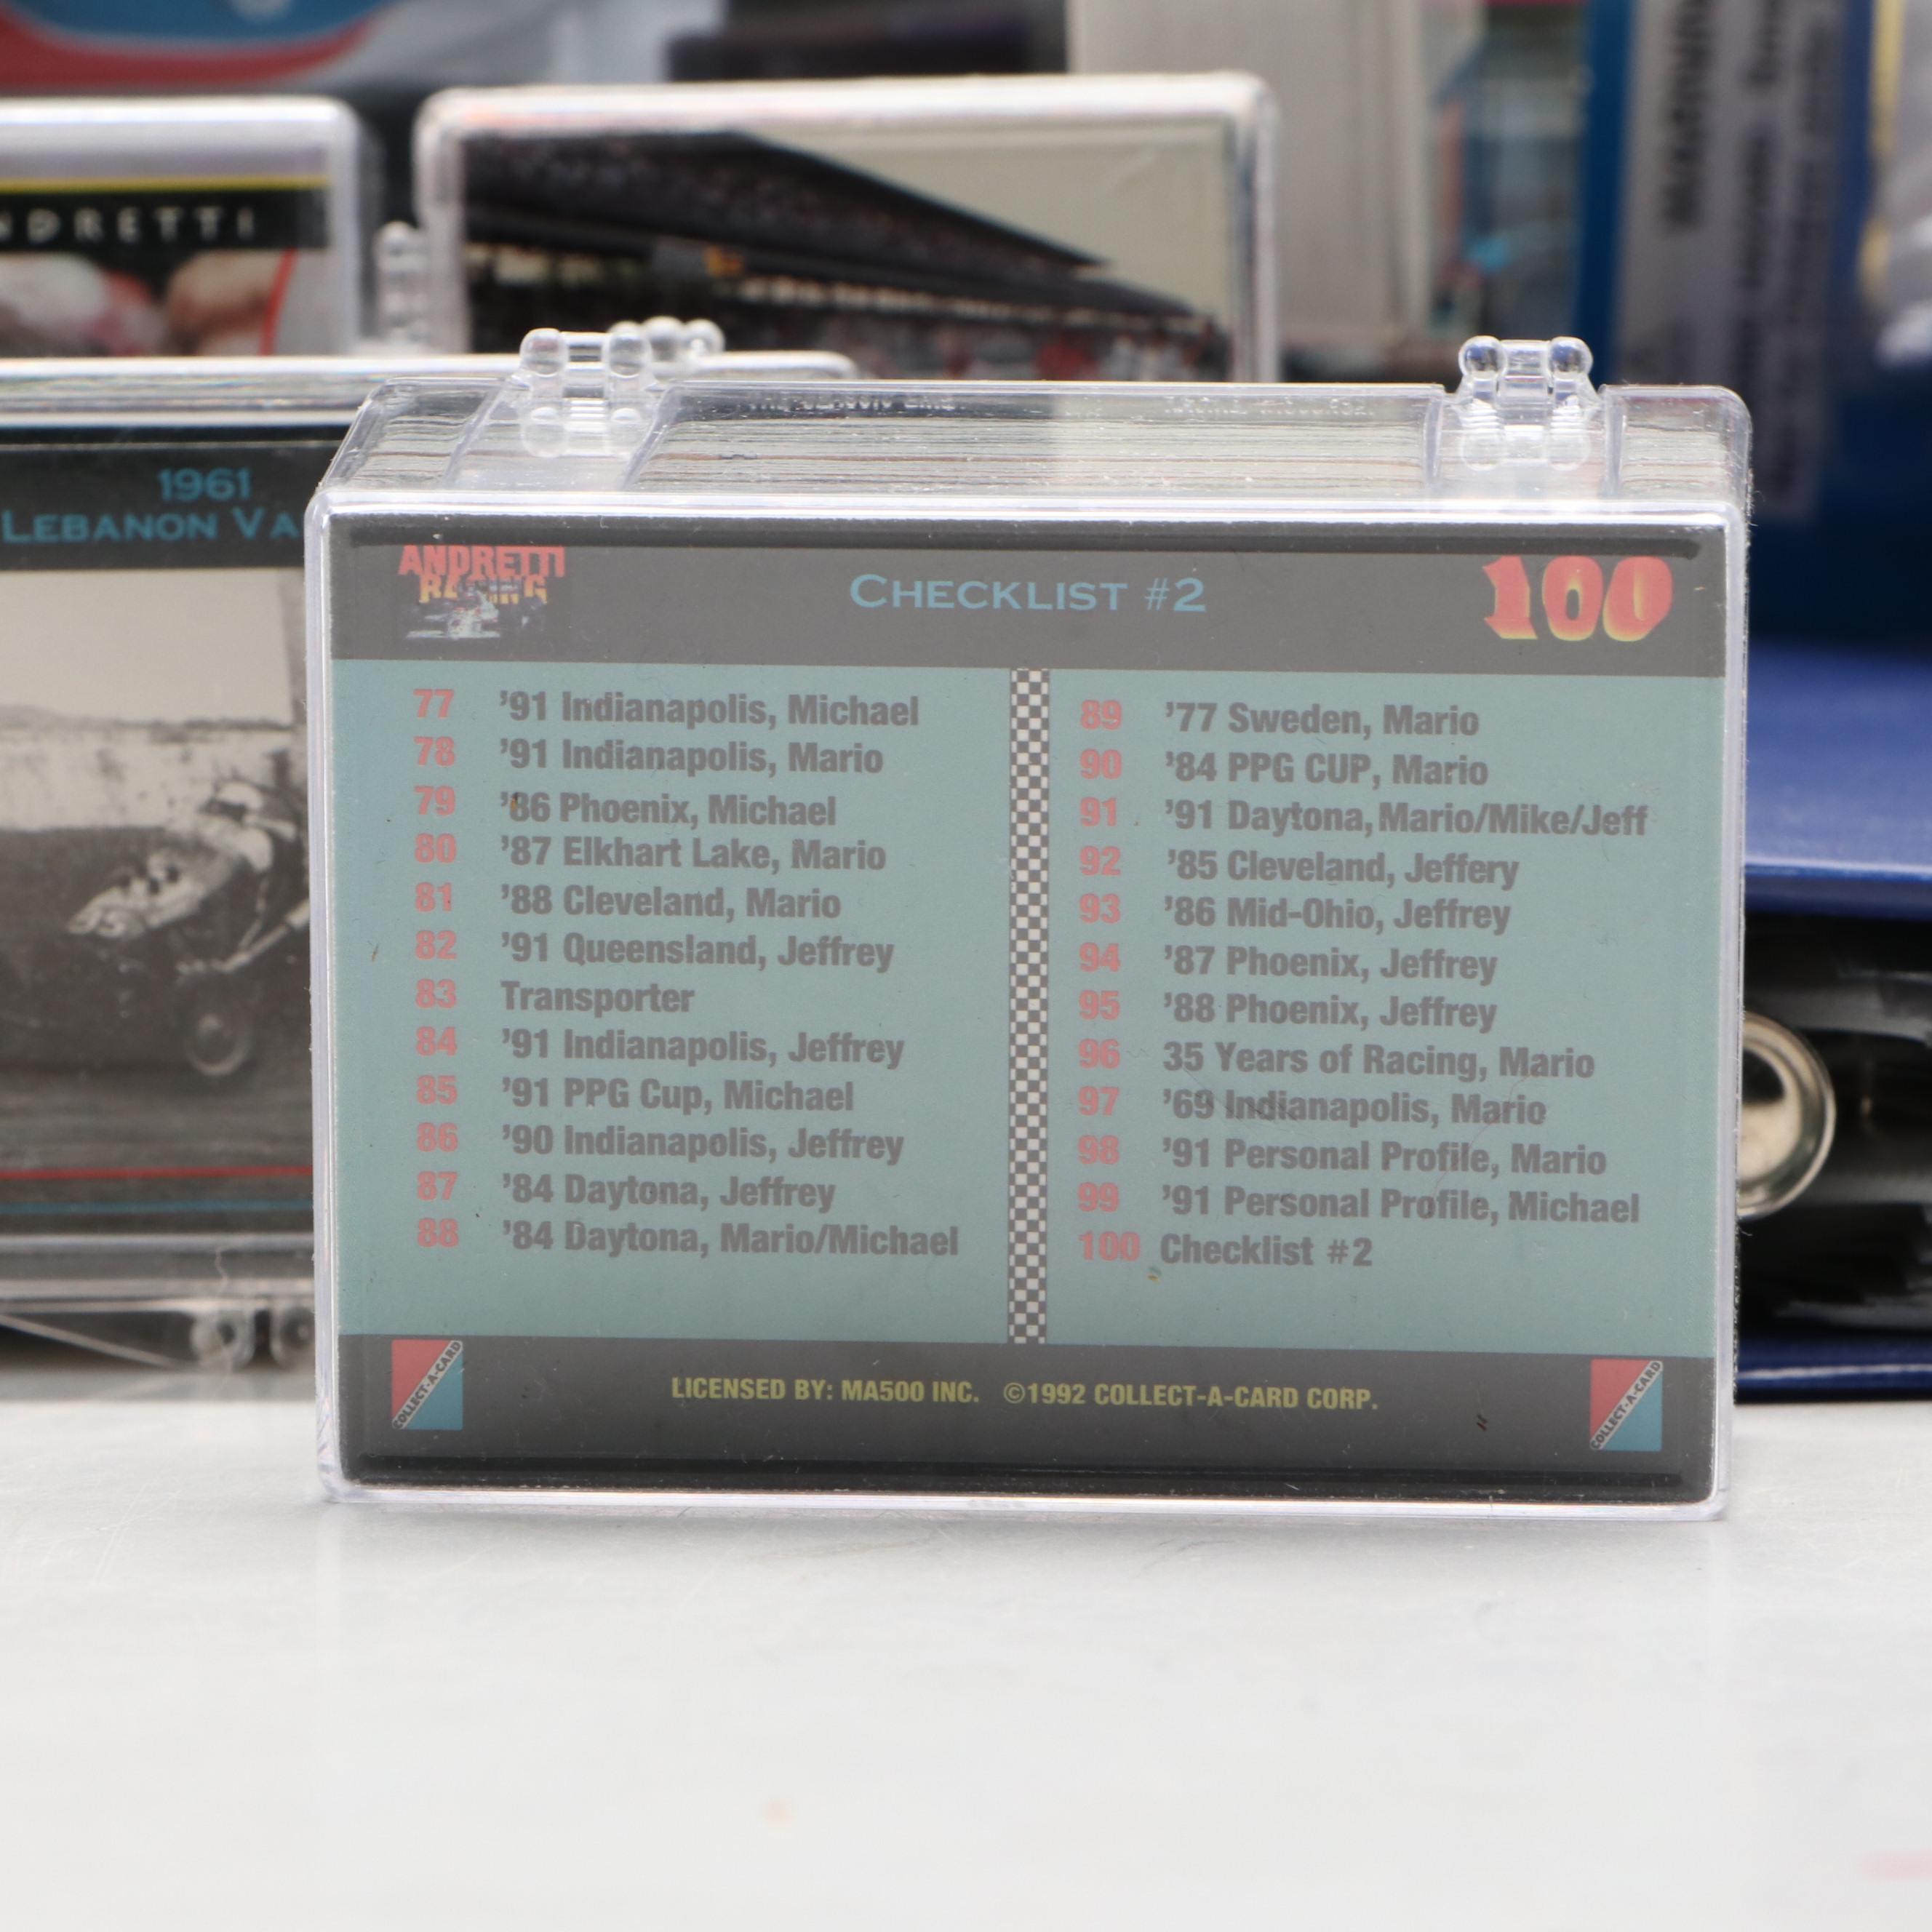 NDRETTI
1961
LEBANON VA
ANDRETTI
RACING
CHECKLIST #2
100
77 '91 Indianapolis, Michael
78 '91 Indianapolis, Mario
79 '86 Phoenix, Michael
80 '87 Elkhart Lake, Mario
81 '88 Cleveland, Mario
82 '91 Queensland, Jeffrey
83 Transporter
84 '91 Indianapolis, Jeffrey
85 '91 PPG Cup, Michael
86 '90 Indianapolis, Jeffrey
87 '84 Daytona, Jeffrey
88 '84 Daytona, Mario/Michael
89 '77 Sweden, Mario
90 '84 PPG CUP, Mario
91 '91 Daytona, Mario/Mike/Jeff
92 '85 Cleveland, Jeffery
93 '86 Mid-Ohio, Jeffrey
94 '87 Phoenix, Jeffrey
95 '88 Phoenix, Jeffrey
96 35 Years of Racing, Mario
97 '69 Indianapolis, Mario
98 '91 Personal Profile, Mario
99 '91 Personal Profile, Michael
100 Checklist #2
COLLECT-A-CARD
LICENSED BY: MA500 INC. ©1992 COLLECT-A-CARD CORP.
COLLECT-A-CARD